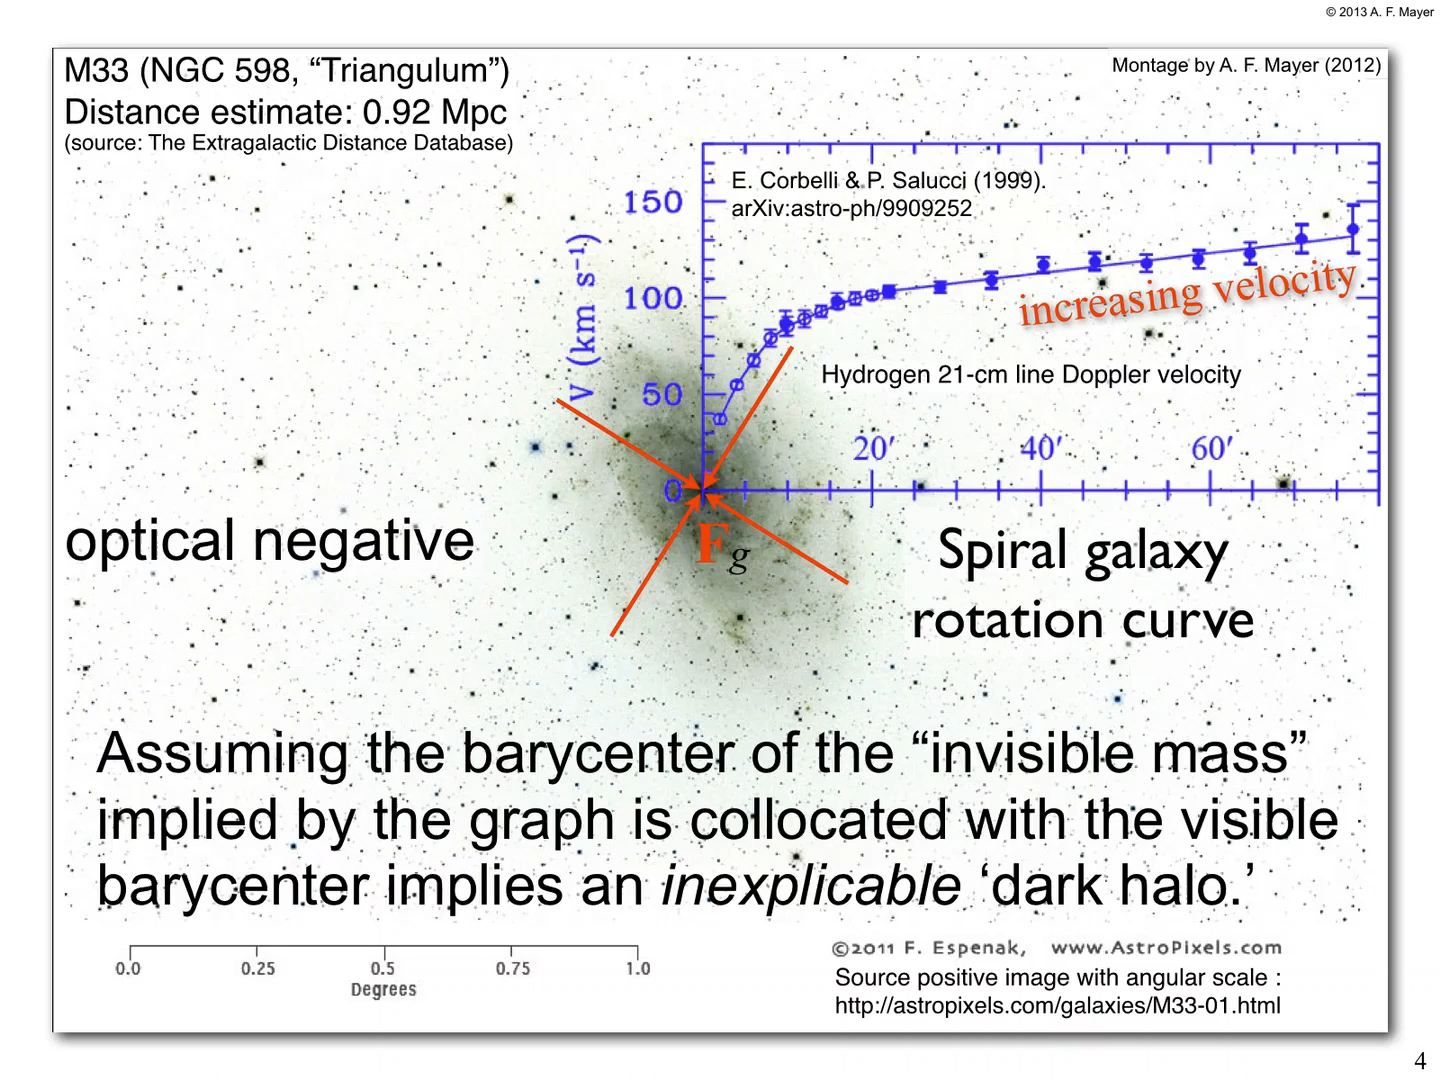 © 2013 A. F. Mayer
M33 (NGC 598, “Triangulum”)
Distance estimate: 0.92 Mpc
(source: The Extragalactic Distance Database)
Montage by A. F. Mayer (2012)
E. Corbelli & P. Salucci (1999).
arXiv:astro-ph/9909252
150
100
50
0
V (km s⁻¹)
increasing velocity
Hydrogen 21-cm line Doppler velocity
20′ 40′ 60′
Fg
optical negative
Spiral galaxy
rotation curve
Assuming the barycenter of the “invisible mass”
implied by the graph is collocated with the visible
barycenter implies an inexplicable ‘dark halo.’
0.0 0.25 0.5 0.75 1.0
Degrees
©2011 F. Espenak, www.AstroPixels.com
Source positive image with angular scale :
http://astropixels.com/galaxies/M33-01.html
4